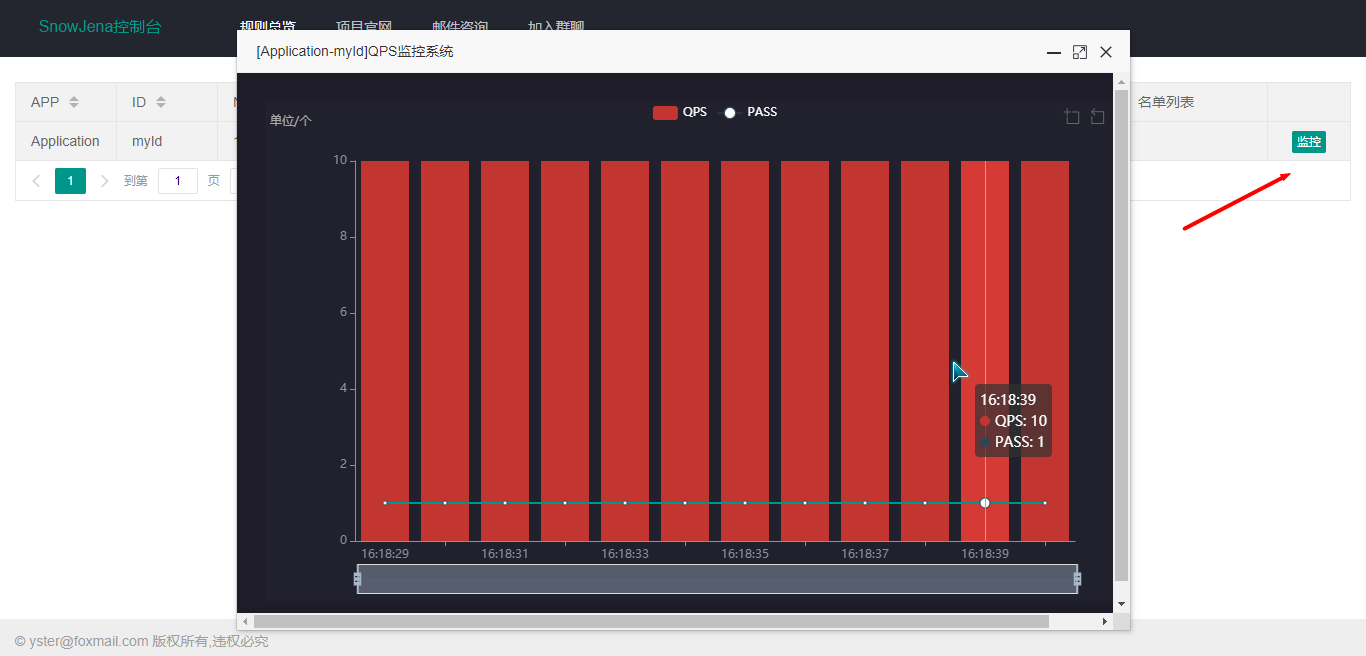 SnowJena控制台
规则总览 项目官网 邮件咨询 加入群聊
[Application-myId]QPS监控系统
APP ID
名单列表
Application myId
监控
1 到第 1 页
单位/个
QPS PASS
10
8
6
4
2
0
16:18:39
QPS: 10
PASS: 1
16:18:29 16:18:31 16:18:33 16:18:35 16:18:37 16:18:39
© yster@foxmail.com 版权所有,违权必究